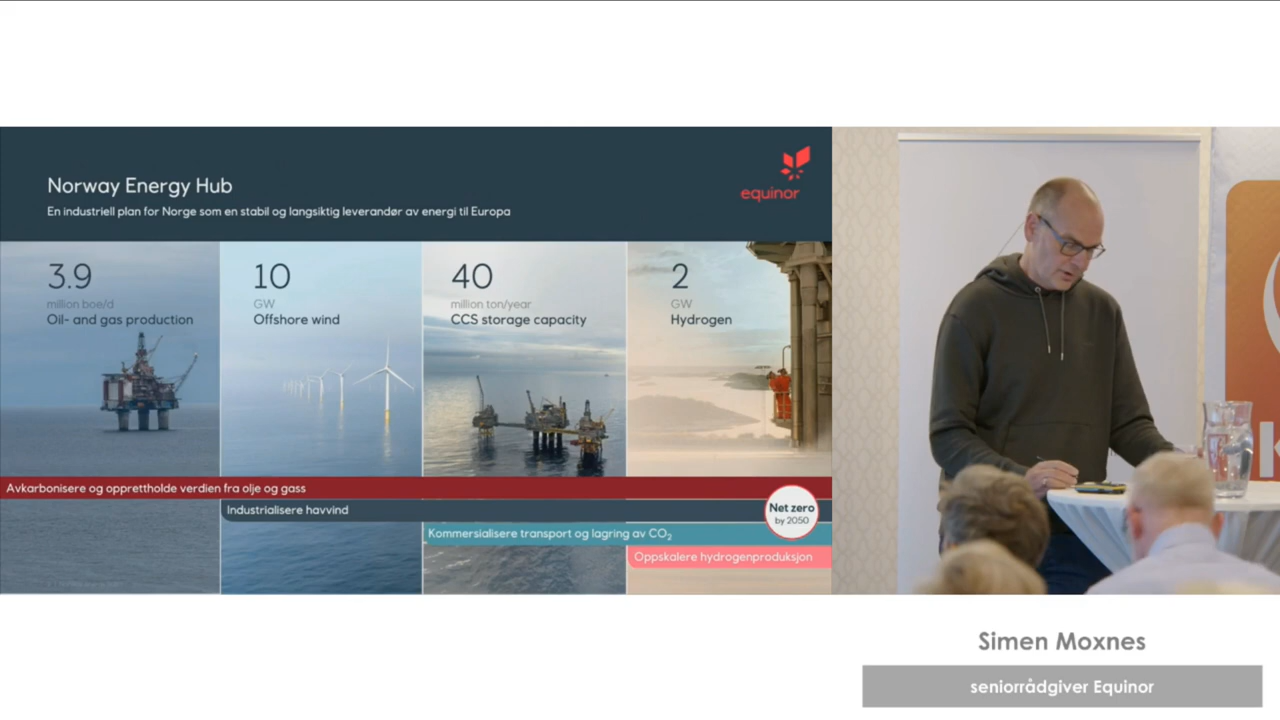 Norway Energy Hub
En industriell plan for Norge som en stabil og langsiktig leverandør av energi til Europa
equinor
3.9
million boe/d
Oil- and gas production
10
GW
Offshore wind
40
million ton/year
CCS storage capacity
2
GW
Hydrogen
Avkarbonisere og opprettholde verdien fra olje og gass
Industrialisere havvind
Net zero
by 2050
Kommersialisere transport og lagring av CO₂
Oppskalere hydrogenproduksjon
Simen Moxnes
seniorrådgiver Equinor